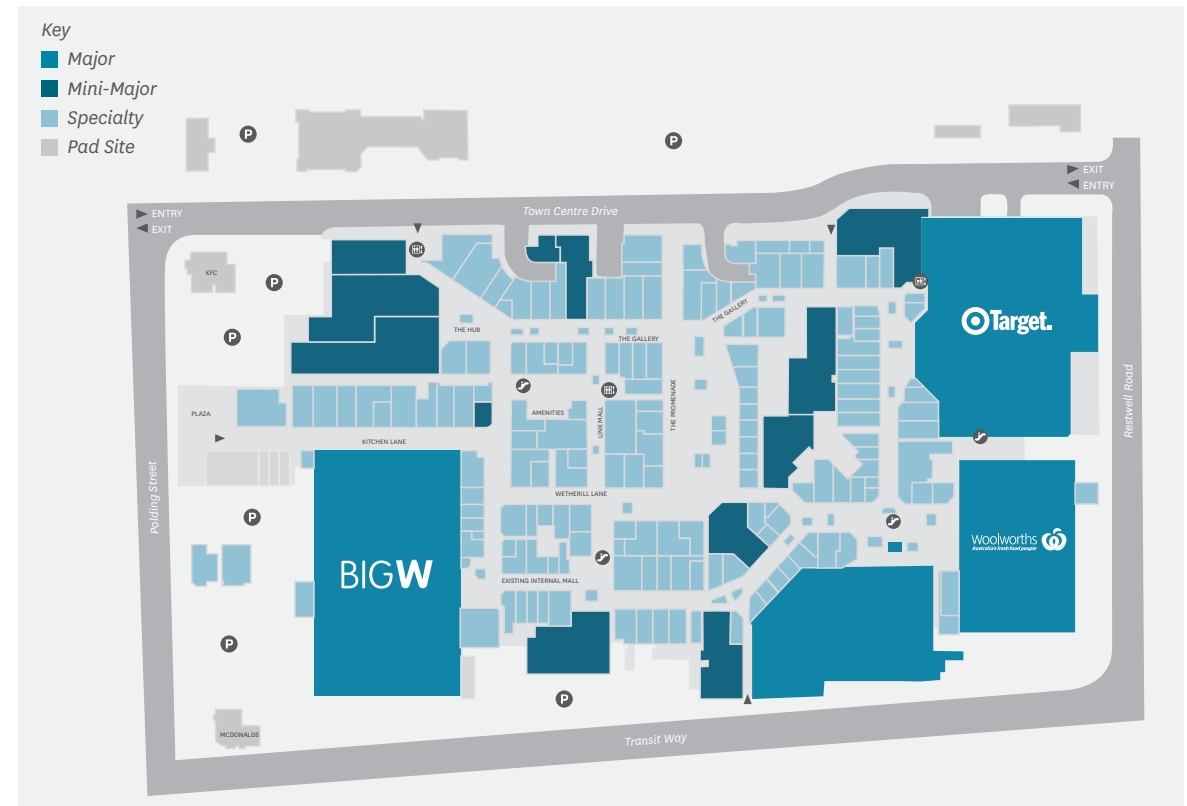 Key
Major
Mini-Major
Specialty
Pad Site
P
P
EXIT
ENTRY
ENTRY
EXIT
Town Centre Drive
KFC
P
THE GALLERY
Target.
THE HUB
P
THE GALLERY
PLAZA
AMENITIES
LINK MALL
THE PROMENADE
Restwell Road
KITCHEN LANE
Polding Street
WETHERILL LANE
P
Woolworths
Australia's fresh food people
BIGW
EXISTING INTERNAL MALL
P
P
MCDONALDS
Transit Way